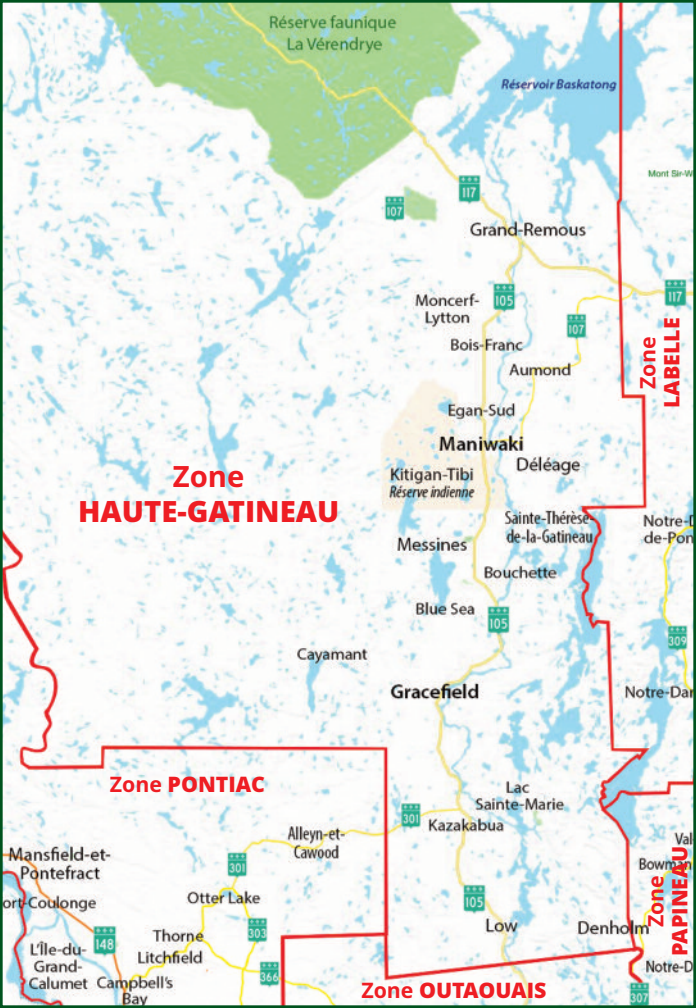 Réserve faunique
La Vérendrye
Réservoir Baskatong
Mont Sir-W
117
107
Grand-Remous
105
117
Moncerf-
Lytton
107
Bois-Franc
Zone
LABELLE
Aumond
Egan-Sud
Maniwaki
Déléage
Kitigan-Tibi
Réserve indienne
Zone
HAUTE-GATINEAU
Sainte-Thérèse-
de-la-Gatineau
Notre-D
de-Pon
Messines
Bouchette
Blue Sea
105
309
Cayamant
Gracefield
Notre-Dar
Zone PONTIAC
Lac
Sainte-Marie
301
Kazakabua
Alleyn-et-
Cawood
Val
Bowman
Zone
PAPINEAU
Mansfield-et-
Pontefract
301
Otter Lake
ort-Coulonge
105
Low
Denholm
148
303
Thorne
Litchfield
L'Île-du-
Grand-
Calumet
366
Campbell's
Bay
Zone OUTAOUAIS
Notre-D
307